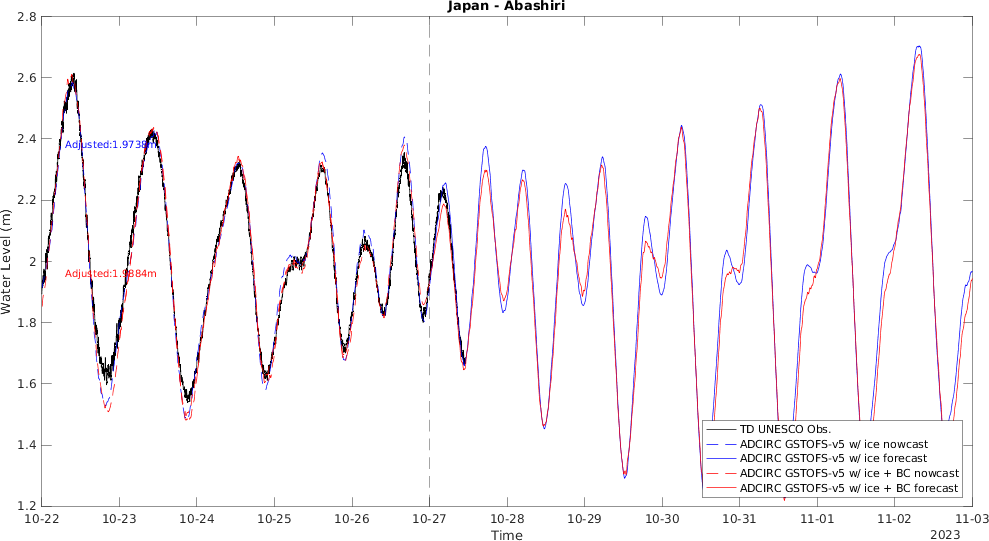 Japan - Abashiri
Water Level (m)
2.8
2.6
2.4
2.2
2
1.8
1.6
1.4
1.2
Adjusted:1.9738m
Adjusted:1.9884m
TD UNESCO Obs.
ADCIRC GSTOFS-v5 w/ ice nowcast
ADCIRC GSTOFS-v5 w/ ice forecast
ADCIRC GSTOFS-v5 w/ ice + BC nowcast
ADCIRC GSTOFS-v5 w/ ice + BC forecast
10-22 10-23 10-24 10-25 10-26 10-27 10-28 10-29 10-30 10-31 11-01 11-02 11-03
Time
2023